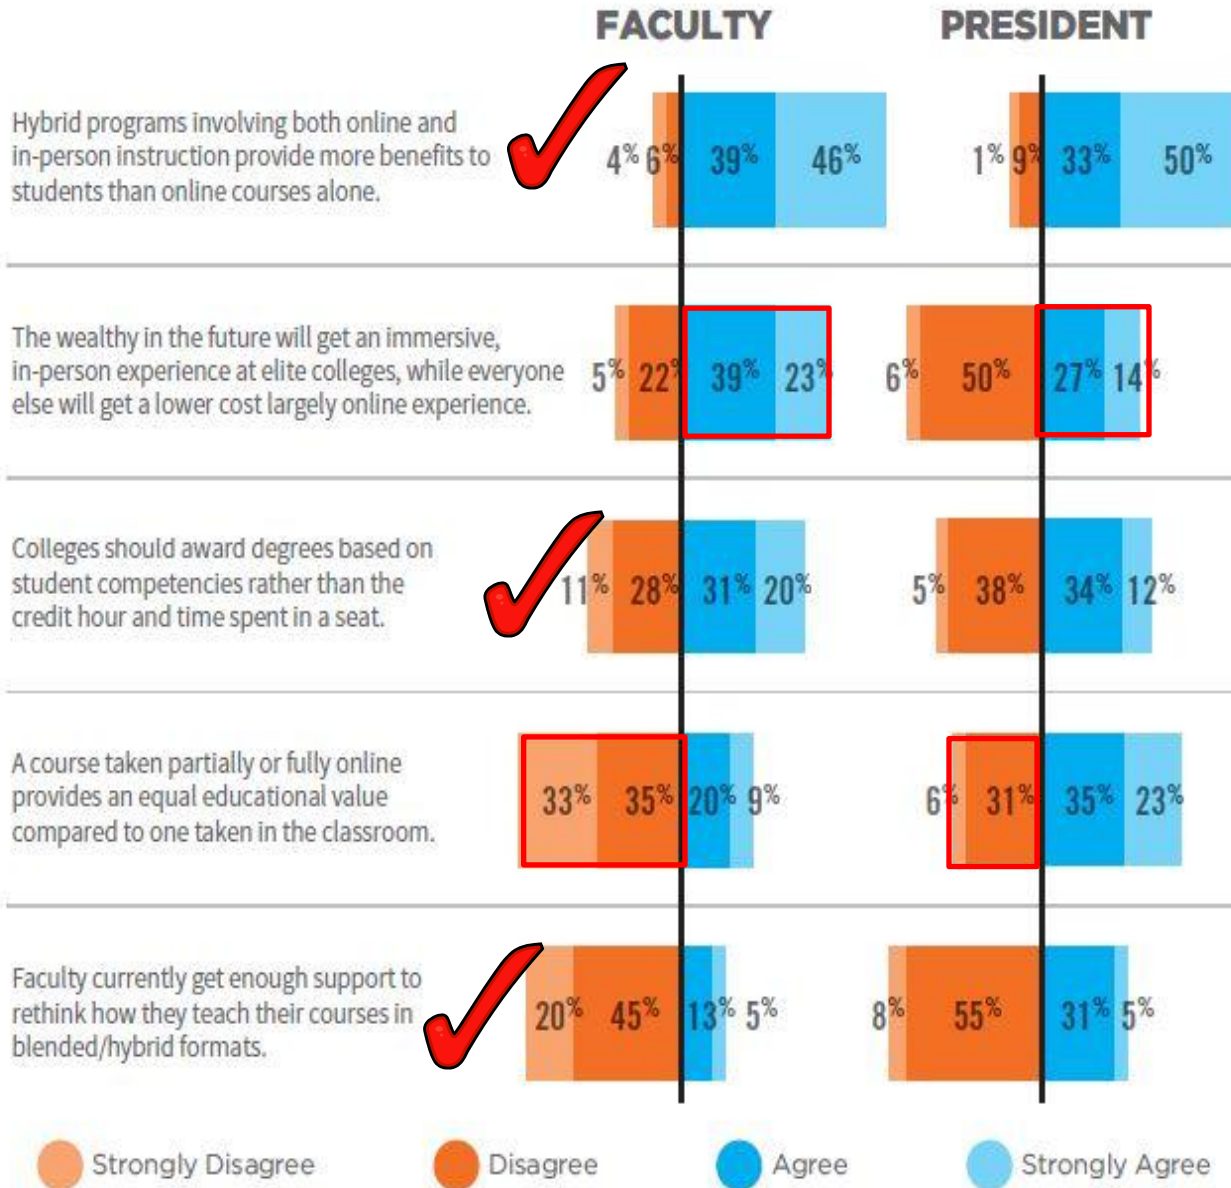 FACULTY PRESIDENT
Hybrid programs involving both online and
in-person instruction provide more benefits to
students than online courses alone.
4% 6% 39% 46% 1% 9% 33% 50%
The wealthy in the future will get an immersive,
in-person experience at elite colleges, while everyone
else will get a lower cost largely online experience.
5% 22% 39% 23% 6% 50% 27% 14%
Colleges should award degrees based on
student competencies rather than the
credit hour and time spent in a seat.
11% 28% 31% 20% 5% 38% 34% 12%
A course taken partially or fully online
provides an equal educational value
compared to one taken in the classroom.
33% 35% 20% 9% 6% 31% 35% 23%
Faculty currently get enough support to
rethink how they teach their courses in
blended/hybrid formats.
20% 45% 13% 5% 8% 55% 31% 5%
Strongly Disagree Disagree Agree Strongly Agree